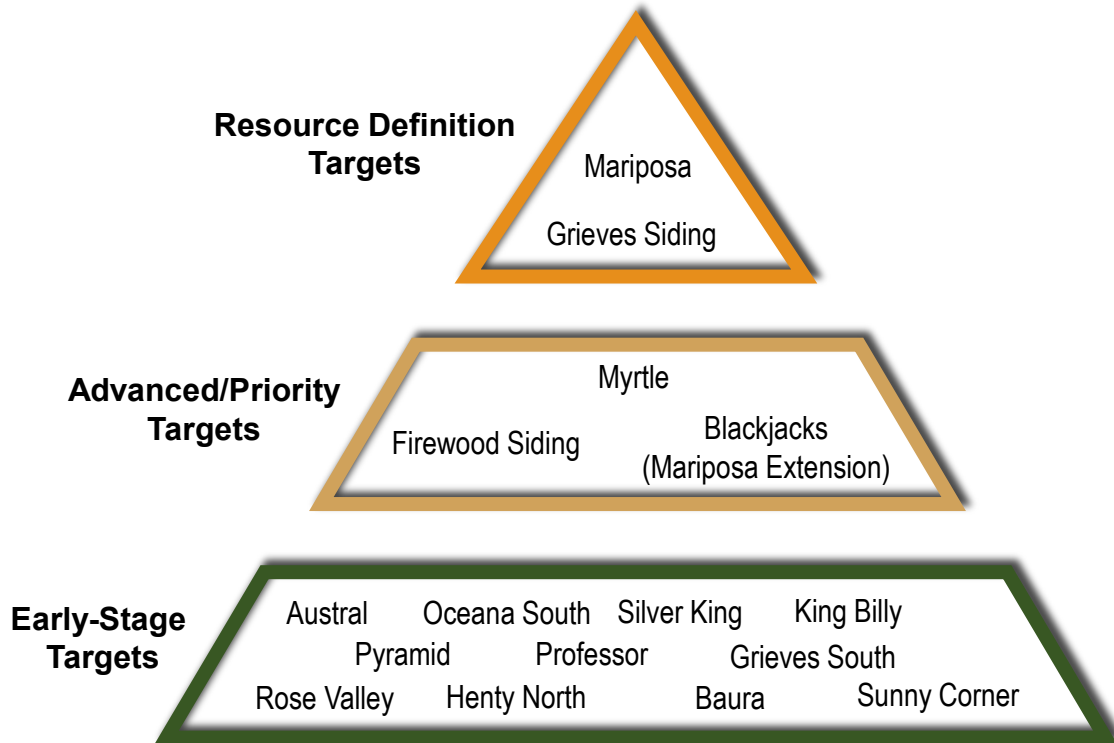 Resource Definition
Targets
Mariposa
Grieves Siding
Advanced/Priority
Targets
Myrtle
Firewood Siding
Blackjacks
(Mariposa Extension)
Early-Stage
Targets
Austral Oceana South Silver King King Billy
Pyramid Professor Grieves South
Rose Valley Henty North Baura Sunny Corner